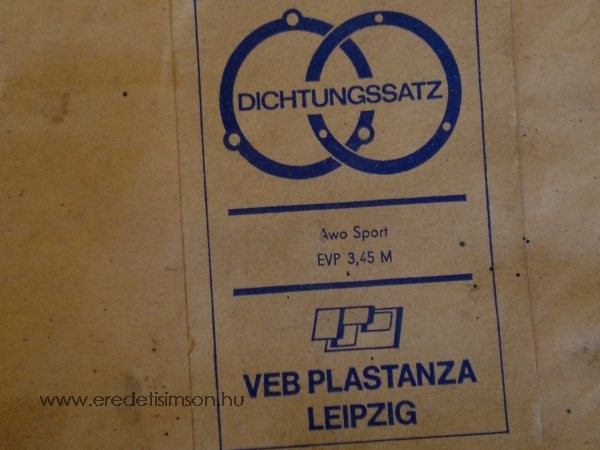 DICHTUNGSSATZ
Awo Sport
EVP 3,45 M
VEB PLASTANZA
LEIPZIG
www.eredetisimson.hu